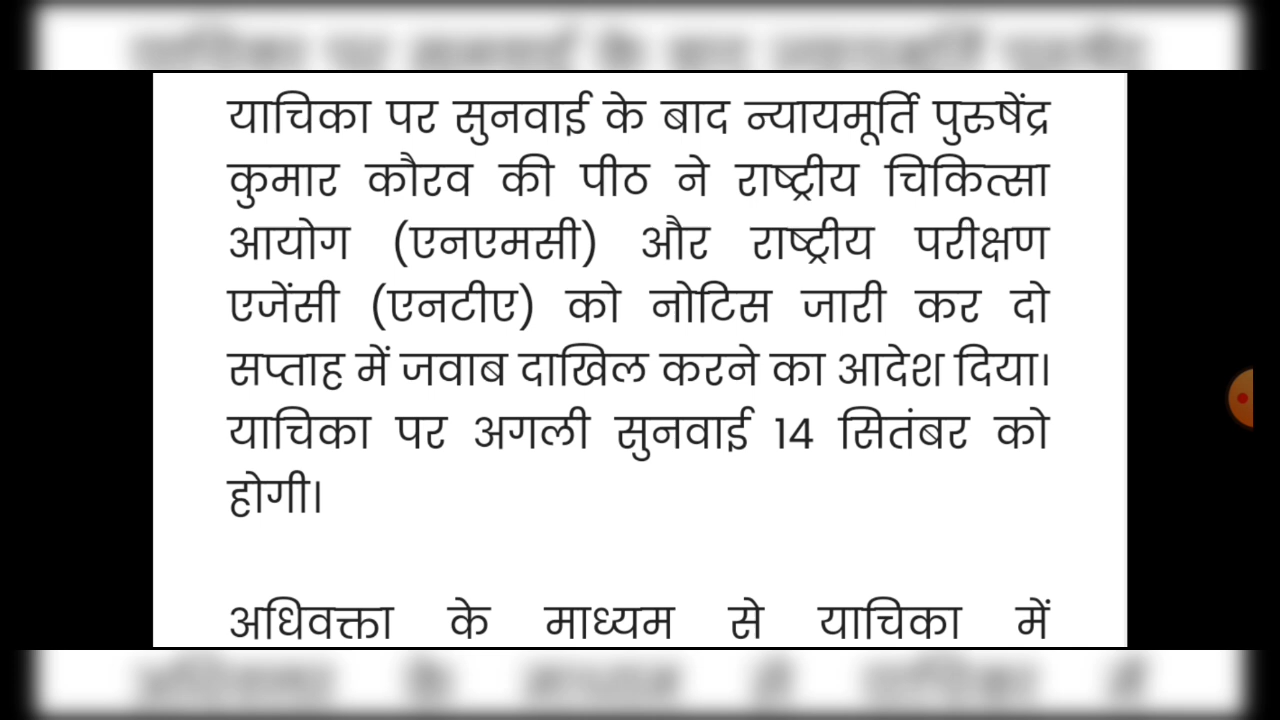 याचिका पर सुनवाई के बाद न्यायमूर्ति पुरुषेंद्र
कुमार कौरव की पीठ ने राष्ट्रीय चिकित्सा
आयोग (एनएमसी) और राष्ट्रीय परीक्षण
एजेंसी (एनटीए) को नोटिस जारी कर दो
सप्ताह में जवाब दाखिल करने का आदेश दिया।
याचिका पर अगली सुनवाई 14 सितंबर को
होगी।
अधिवक्ता के माध्यम से याचिका में